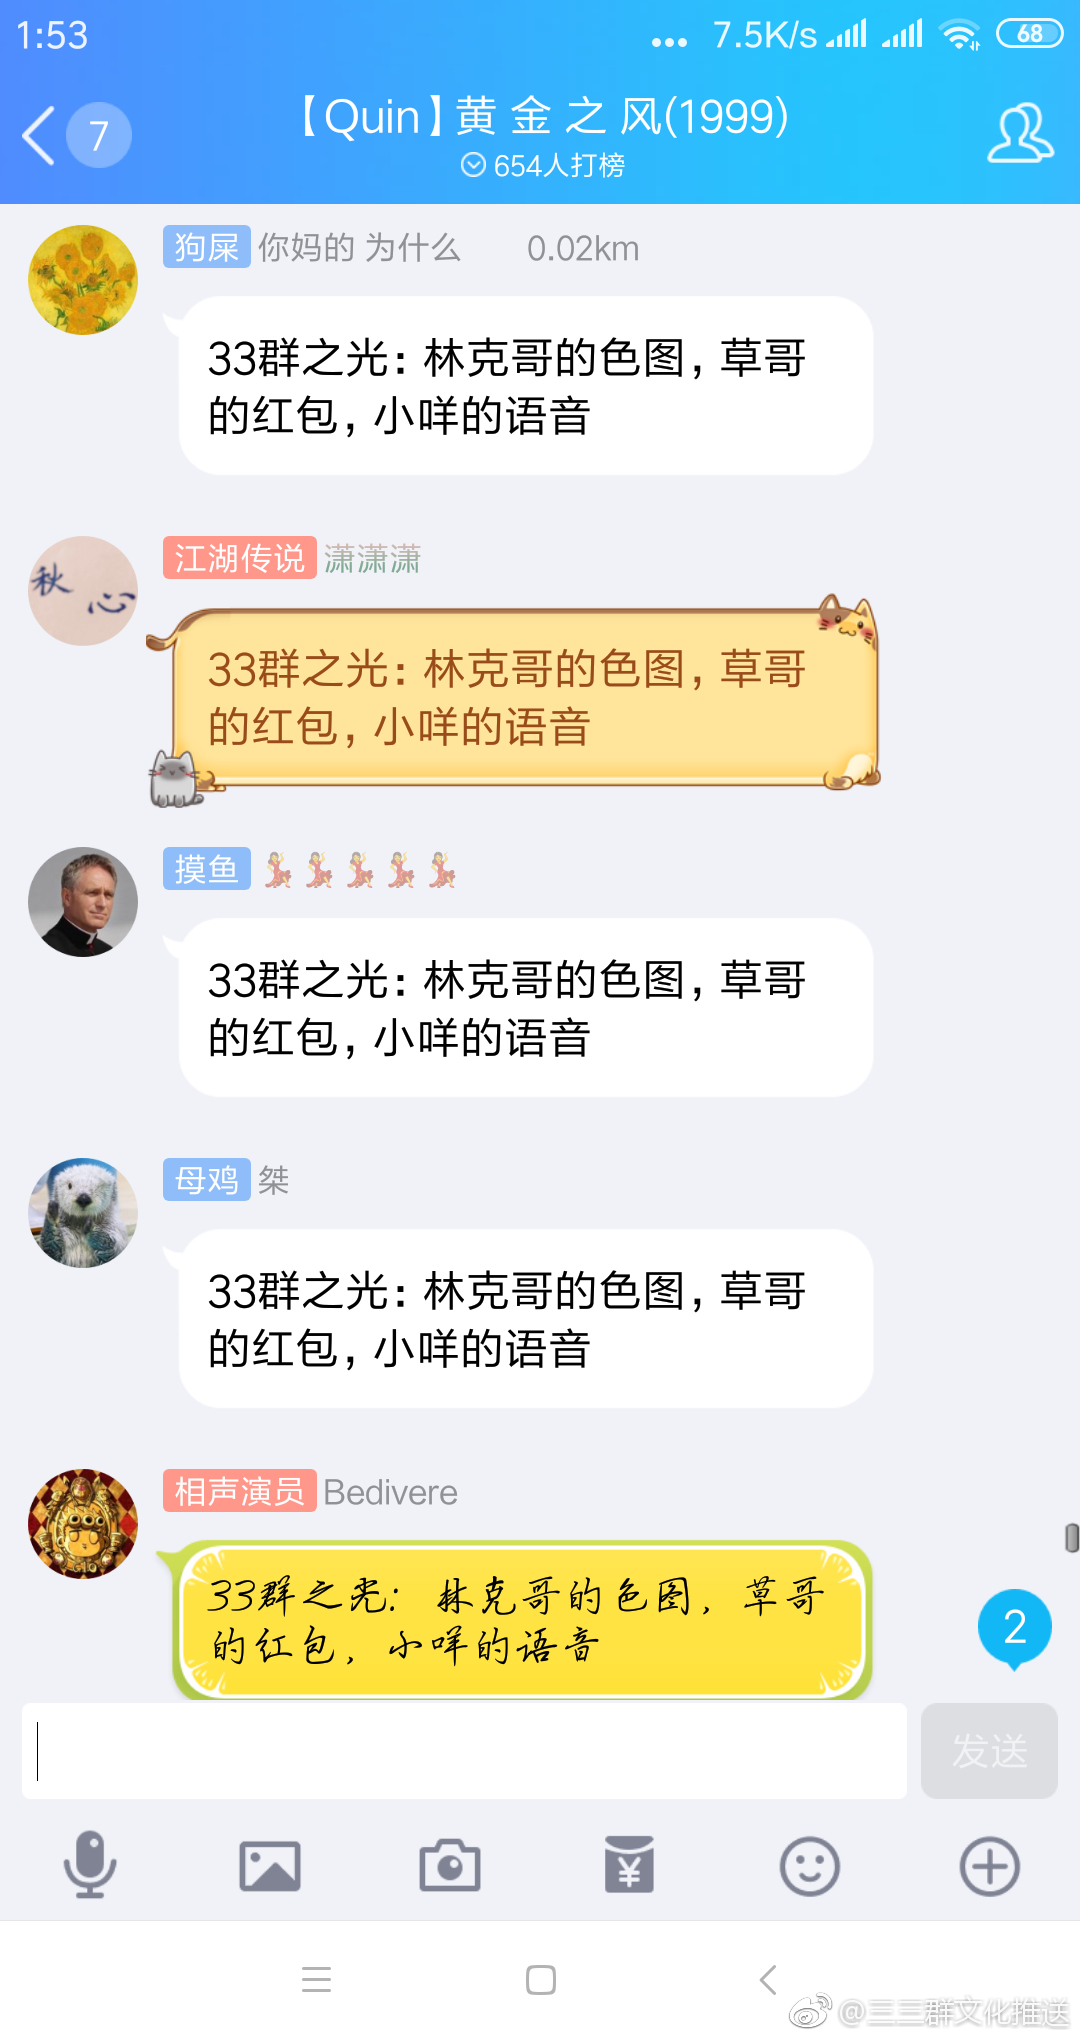 1:53
... 7.5K/s 68
7
【Quin】黄 金 之 风(1999)
654人打榜
狗屎 你妈的 为什么 0.02km
33群之光：林克哥的色图，草哥
的红包，小咩的语音
秋心
江湖传说 潇潇潇
33群之光：林克哥的色图，草哥
的红包，小咩的语音
摸鱼 💃💃💃💃💃
33群之光：林克哥的色图，草哥
的红包，小咩的语音
母鸡 桀
33群之光：林克哥的色图，草哥
的红包，小咩的语音
相声演员 Bedivere
33群之光：林克哥的色图，草哥
的红包，小咩的语音
2
发送
¥
@三三群文化推送